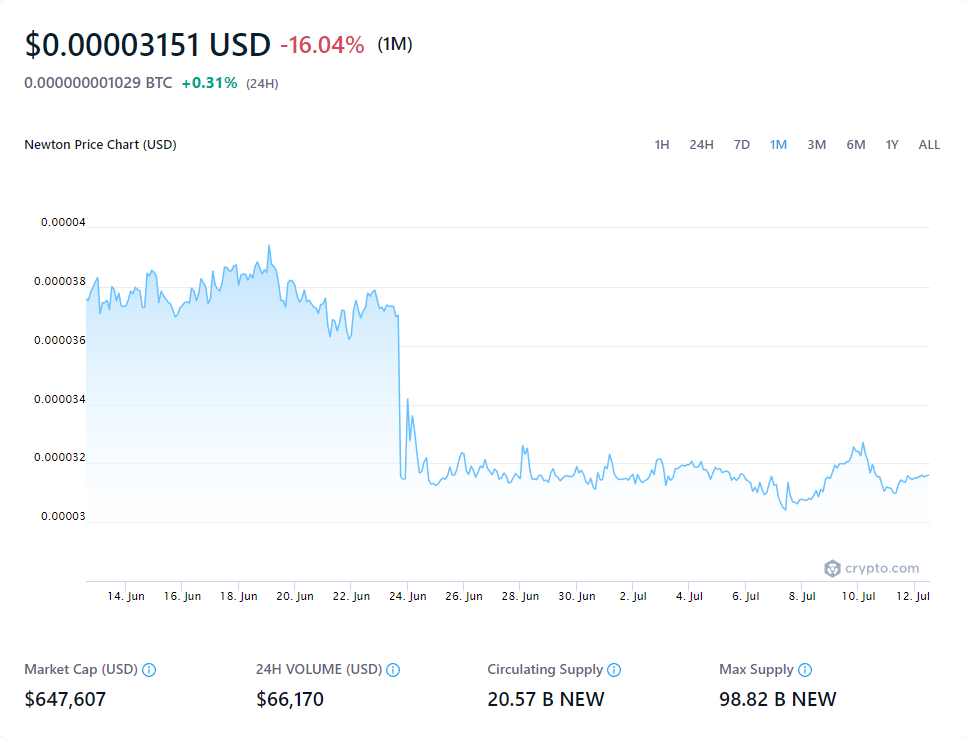 $0.00003151 USD -16.04% (1M)
0.000000001029 BTC +0.31% (24H)
Newton Price Chart (USD) 1H 24H 7D 1M 3M 6M 1Y ALL
0.00004
0.000038
0.000036
0.000034
0.000032
0.00003
crypto.com
14. Jun 16. Jun 18. Jun 20. Jun 22. Jun 24. Jun 26. Jun 28. Jun 30. Jun 2. Jul 4. Jul 6. Jul 8. Jul 10. Jul 12. Jul
Market Cap (USD) 24H VOLUME (USD) Circulating Supply Max Supply
$647,607 $66,170 20.57 B NEW 98.82 B NEW